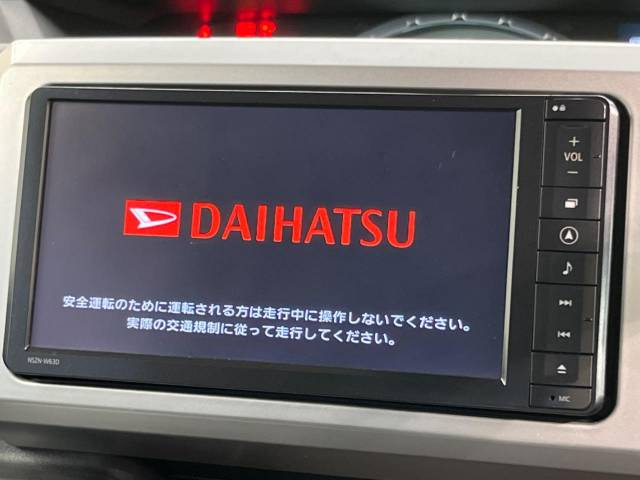 DAIHATSU
安全運転のために運転される方は走行中に操作しないでください。
実際の交通規制に従って走行してください。
NSZN-W63D
+
VOL
−
MIC